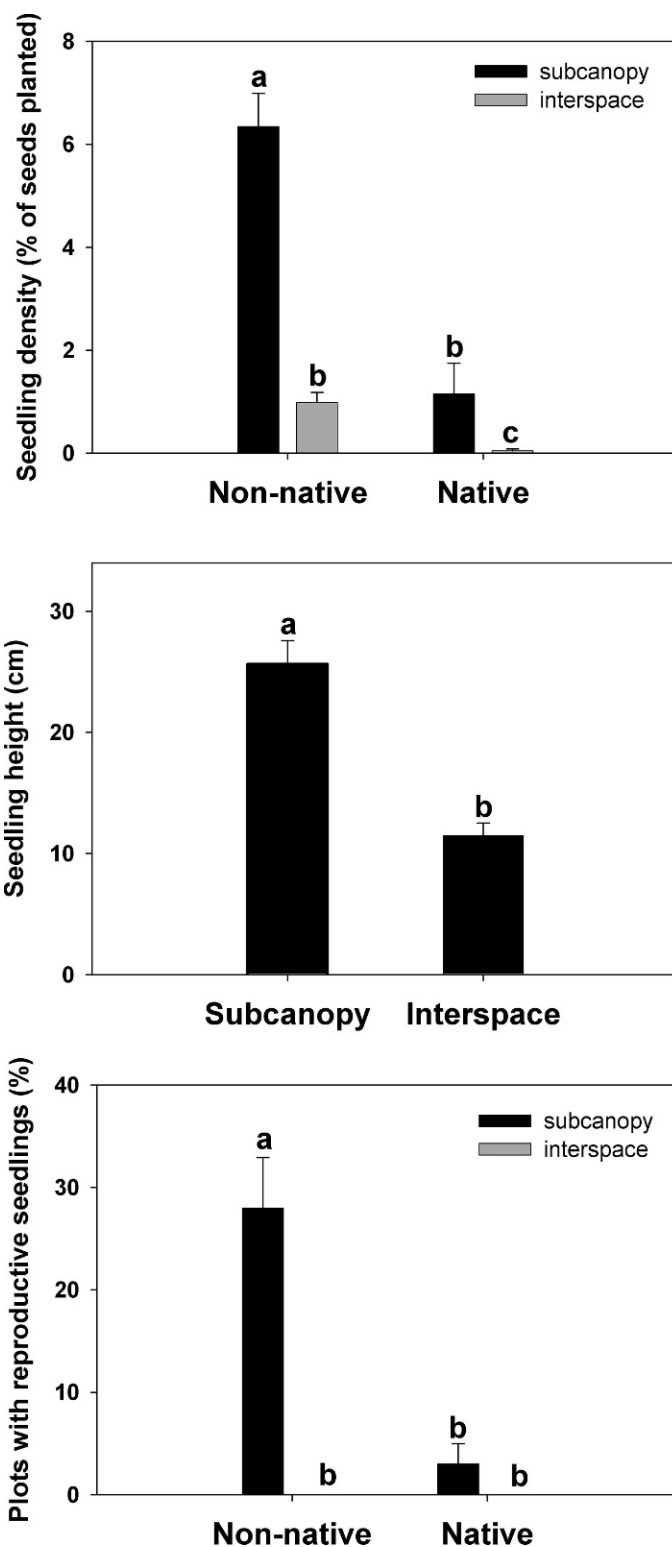 Seedling density (% of seeds planted)
8
6
4
2
0
a
b
b
c
subcanopy
interspace
Non-native Native
Seedling height (cm)
30
20
10
0
a
b
Subcanopy Interspace
Plots with reproductive seedlings (%)
40
30
20
10
0
a
b
b
b
subcanopy
interspace
Non-native Native